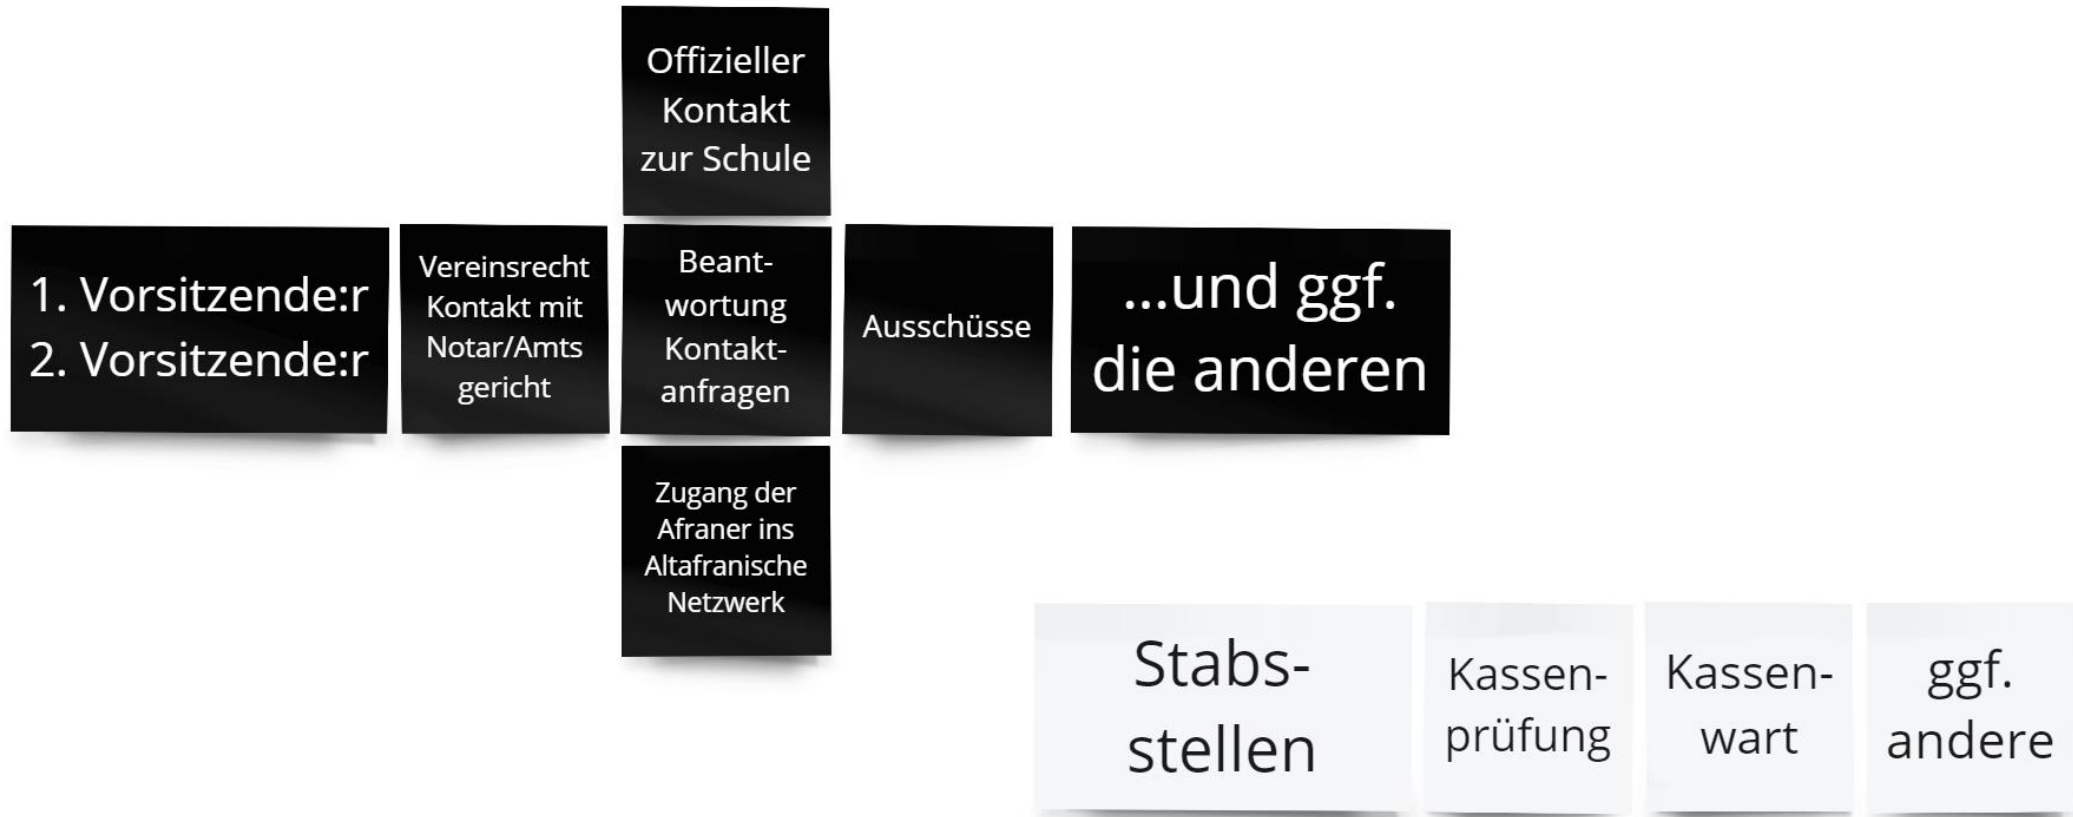 Offizieller
Kontakt
zur Schule
1. Vorsitzende:r
2. Vorsitzende:r
Vereinsrecht
Kontakt mit
Notar/Amts
gericht
Beant-
wortung
Kontakt-
anfragen
Ausschüsse
...und ggf.
die anderen
Zugang der
Afraner ins
Altafranische
Netzwerk
Stabs-
stellen
Kassen-
prüfung
Kassen-
wart
ggf.
andere